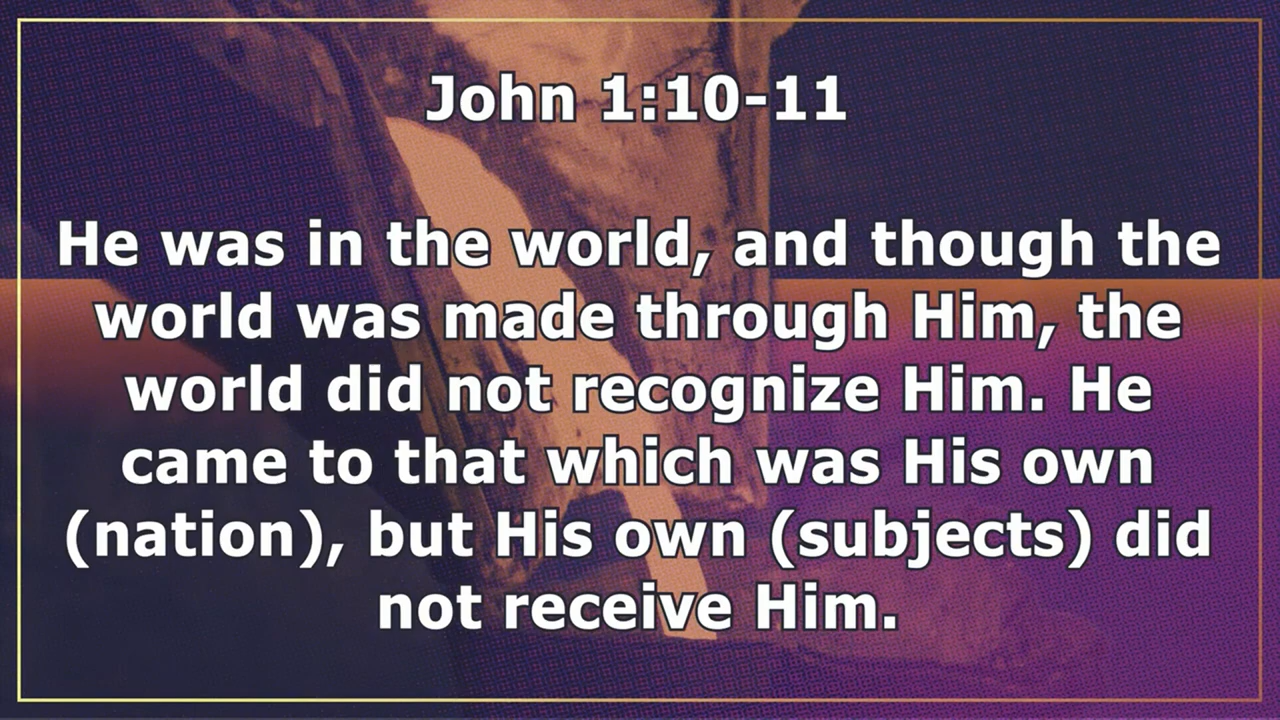 John 1:10-11
He was in the world, and though the
world was made through Him, the
world did not recognize Him. He
came to that which was His own
(nation), but His own (subjects) did
not receive Him.